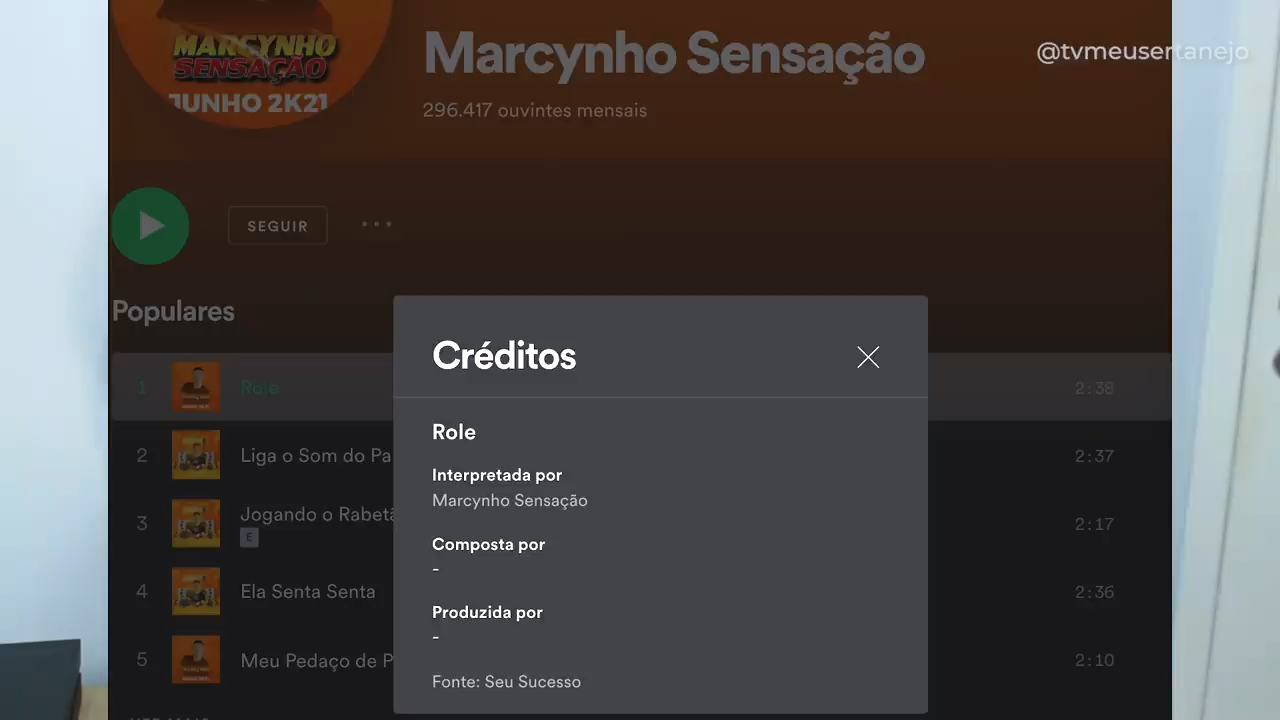 MARCYNHO
SENSAÇÃO
JUNHO 2K21
Marcynho Sensação
@tvmeusertanejo
296.417 ouvintes mensais
SEGUIR
Populares
Créditos
1 Role 2:38
Role
2 Liga o Som do Pa 2:37
Interpretada por
Marcynho Sensação
3 Jogando o Rabetã 2:17
E
Composta por
-
4 Ela Senta Senta 2:36
Produzida por
-
5 Meu Pedaço de P 2:10
Fonte: Seu Sucesso